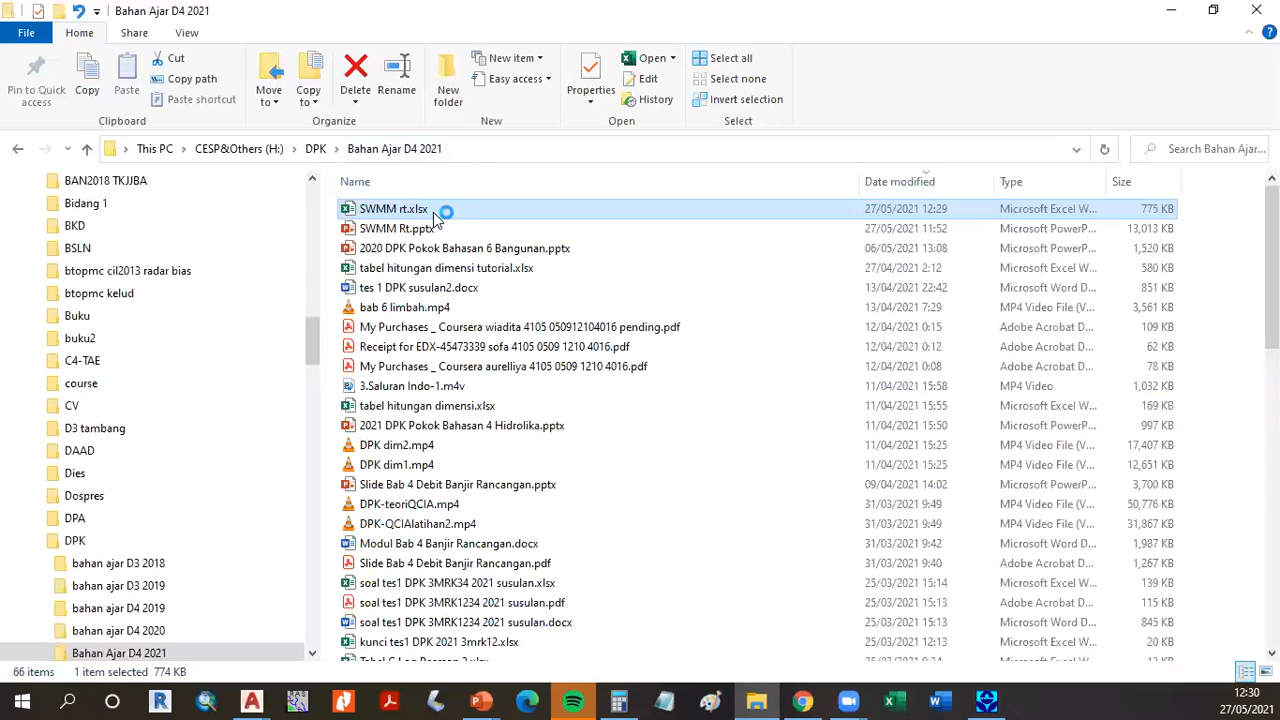 Bahan Ajar D4 2021
File
Home
Share
View
Pin to Quick access
Copy
Paste
Cut
Copy path
Paste shortcut
Clipboard
Move to
Copy to
Delete
Rename
Organize
New folder
New item
Easy access
New
Properties
Open
Edit
History
Open
Select all
Select none
Invert selection
Select
This PC > CESP&Others (H:) > DPK > Bahan Ajar D4 2021
Search Bahan Ajar...
BAN2018 TKJJBA
Bidang 1
BKD
BSLN
btopmc cil2013 radar bias
btopmc kelud
Buku
buku2
C4-TAE
course
CV
D3 tambang
DAAD
Dies
Dospres
DPA
DPK
bahan ajar D3 2018
bahan ajar D3 2019
bahan ajar D4 2019
bahan ajar D4 2020
Bahan Ajar D4 2021
Name Date modified Type Size
SWMM rt.xlsx 27/05/2021 12:29 Microsoft Excel W... 775 KB
SWMM Rt.pptx 27/05/2021 11:52 Microsoft PowerP... 13,013 KB
2020 DPK Pokok Bahasan 6 Bangunan.pptx 06/05/2021 13:08 Microsoft PowerP... 1,520 KB
tabel hitungan dimensi tutorial.xlsx 27/04/2021 2:12 Microsoft Excel W... 580 KB
tes 1 DPK susulan2.docx 13/04/2021 22:42 Microsoft Word D... 851 KB
bab 6 limbah.mp4 13/04/2021 7:29 MP4 Video File (V... 3,561 KB
My Purchases _ Coursera wiadita 4105 050912104016 pending.pdf 12/04/2021 0:15 Adobe Acrobat D... 109 KB
Receipt for EDX-45473339 sofa 4105 0509 1210 4016.pdf 12/04/2021 0:12 Adobe Acrobat D... 62 KB
My Purchases _ Coursera aurelliya 4105 0509 1210 4016.pdf 12/04/2021 0:08 Adobe Acrobat D... 78 KB
3.Saluran Indo-1.m4v 11/04/2021 15:58 MP4 Video 1,032 KB
tabel hitungan dimensi.xlsx 11/04/2021 15:55 Microsoft Excel W... 169 KB
2021 DPK Pokok Bahasan 4 Hidrolika.pptx 11/04/2021 15:50 Microsoft PowerP... 997 KB
DPK dim2.mp4 11/04/2021 15:25 MP4 Video File (V... 17,407 KB
DPK dim1.mp4 11/04/2021 15:25 MP4 Video File (V... 12,651 KB
Slide Bab 4 Debit Banjir Rancangan.pptx 09/04/2021 14:02 Microsoft PowerP... 3,700 KB
DPK-teoriQCIA.mp4 31/03/2021 9:49 MP4 Video File (V... 50,776 KB
DPK-QCIAlatihan2.mp4 31/03/2021 9:49 MP4 Video File (V... 31,867 KB
Modul Bab 4 Banjir Rancangan.docx 31/03/2021 9:42 Microsoft Word D... 1,987 KB
Slide Bab 4 Debit Banjir Rancangan.pdf 31/03/2021 9:40 Adobe Acrobat D... 1,267 KB
soal tes1 DPK 3MRK34 2021 susulan.xlsx 25/03/2021 15:14 Microsoft Excel W... 139 KB
soal tes1 DPK 3MRK1234 2021 susulan.pdf 25/03/2021 15:13 Adobe Acrobat D... 115 KB
soal tes1 DPK 3MRK1234 2021 susulan.docx 25/03/2021 15:13 Microsoft Word D... 845 KB
kunci tes1 DPK 2021 3mrk12.xlsx 25/03/2021 12:13 Microsoft Excel W... 20 KB
66 items 1 item selected 774 KB
12:30
27/05/2021